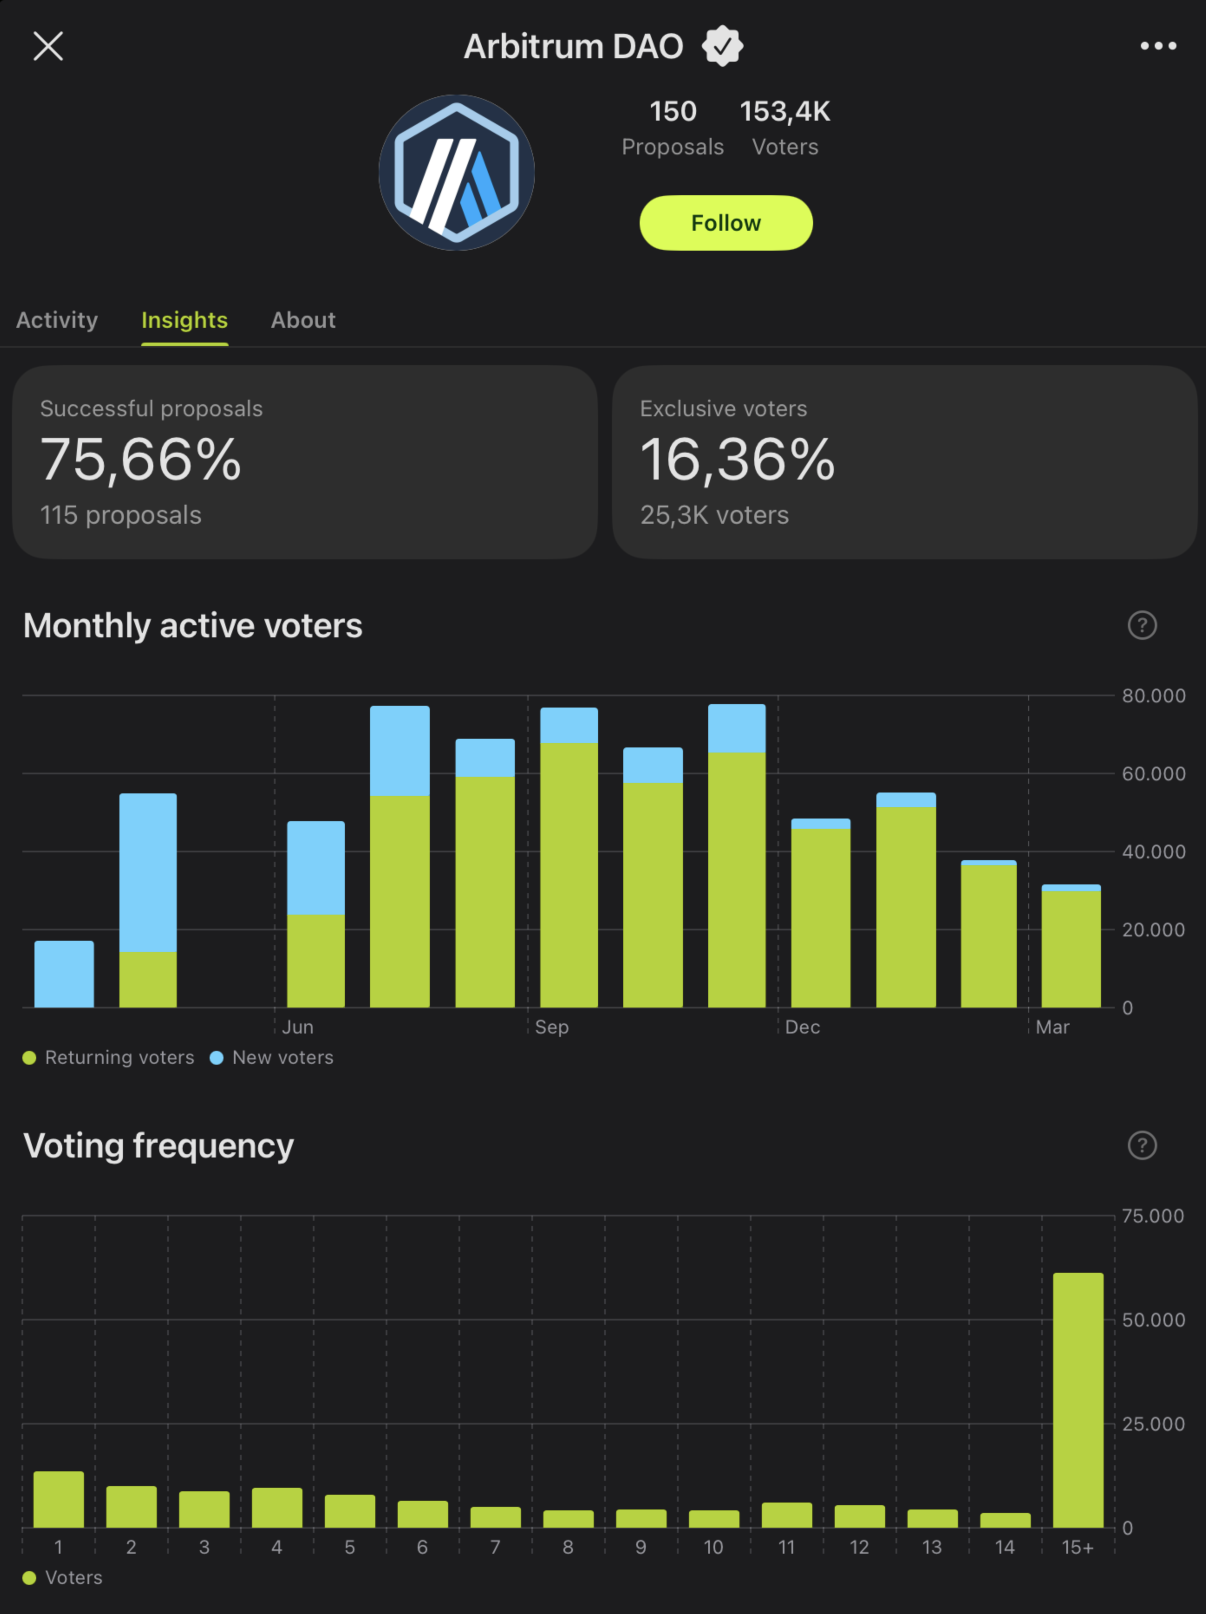 Arbitrum DAO
150 153,4K
Proposals Voters
Follow
Activity Insights About
Successful proposals
75,66%
115 proposals
Exclusive voters
16,36%
25,3K voters
Monthly active voters
?
80.000
60.000
40.000
20.000
0
Jun Sep Dec Mar
Returning voters New voters
Voting frequency
?
75.000
50.000
25.000
0
1 2 3 4 5 6 7 8 9 10 11 12 13 14 15+
Voters